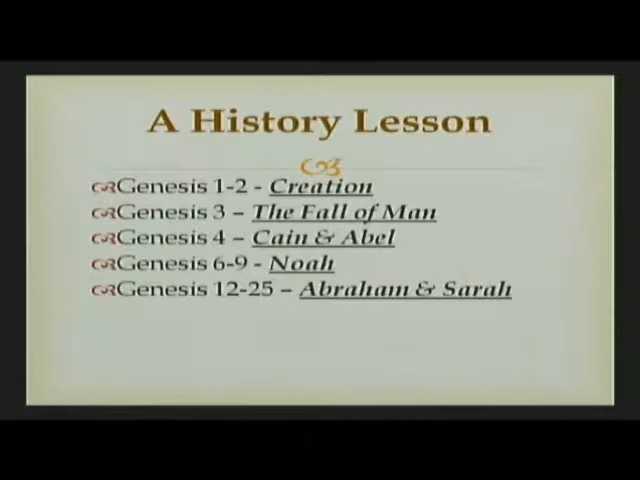 A History Lesson
Genesis 1-2 - Creation
Genesis 3 – The Fall of Man
Genesis 4 – Cain & Abel
Genesis 6-9 - Noah
Genesis 12-25 – Abraham & Sarah